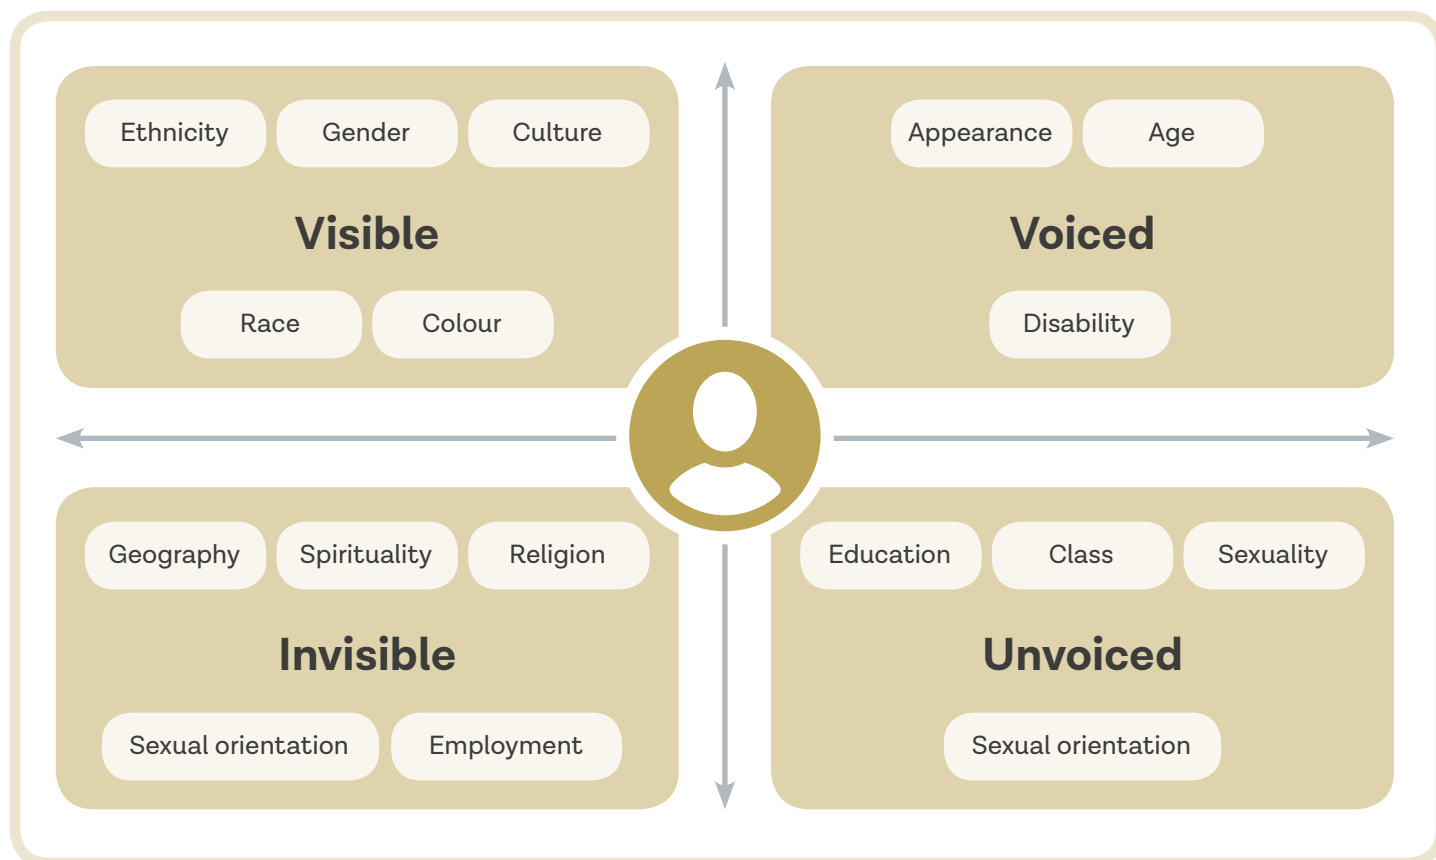 Ethnicity
Gender
Culture
Visible
Race
Colour
Appearance
Age
Voiced
Disability
Geography
Spirituality
Religion
Invisible
Sexual orientation
Employment
Education
Class
Sexuality
Unvoiced
Sexual orientation